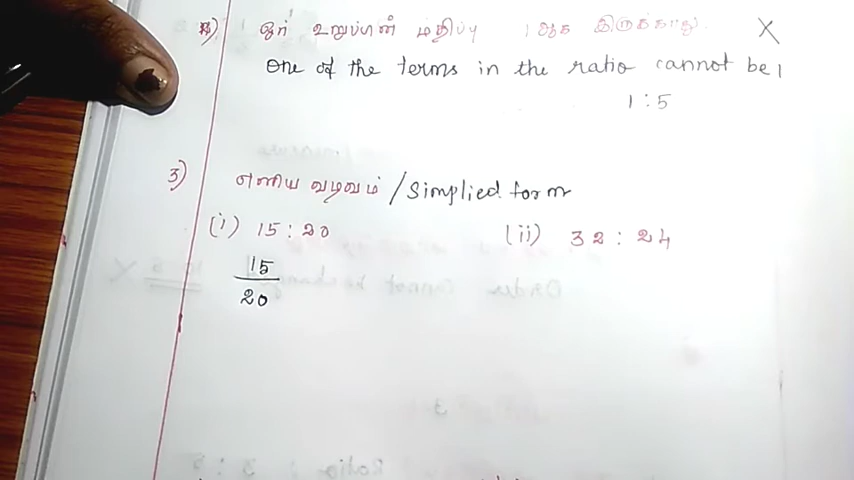 ஓர் உறுப்பின் மதிப்பு 1 ஆக இருக்காது. X
One of the terms in the ratio cannot be 1
1 : 5
3) எளிய வடிவம் / Simplied form
(i) 15 : 20 (ii) 32 : 24
15
20